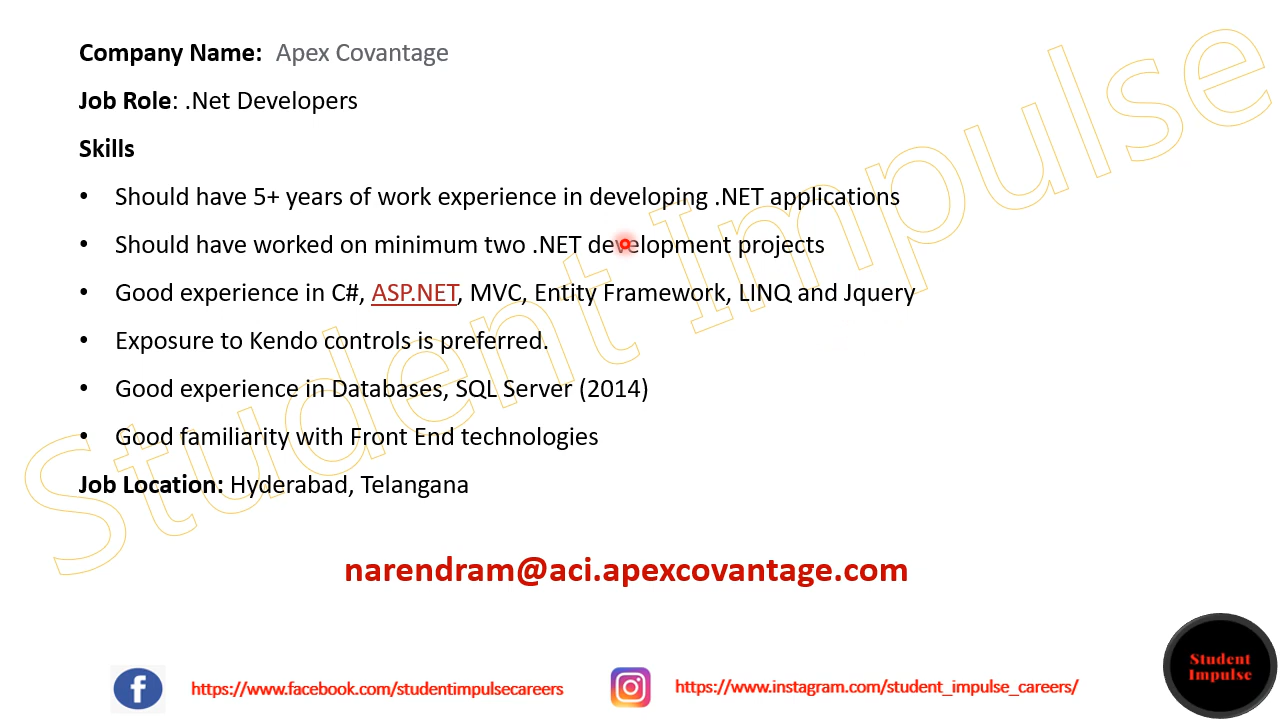 Company Name: Apex Covantage
Job Role: .Net Developers
Skills
• Should have 5+ years of work experience in developing .NET applications
• Should have worked on minimum two .NET development projects
• Good experience in C#, ASP.NET, MVC, Entity Framework, LINQ and Jquery
• Exposure to Kendo controls is preferred.
• Good experience in Databases, SQL Server (2014)
• Good familiarity with Front End technologies
Job Location: Hyderabad, Telangana
Student Impulse
narendram@aci.apexcovantage.com
https://www.facebook.com/studentimpulsecareers
https://www.instagram.com/student_impulse_careers/
Student
Impulse